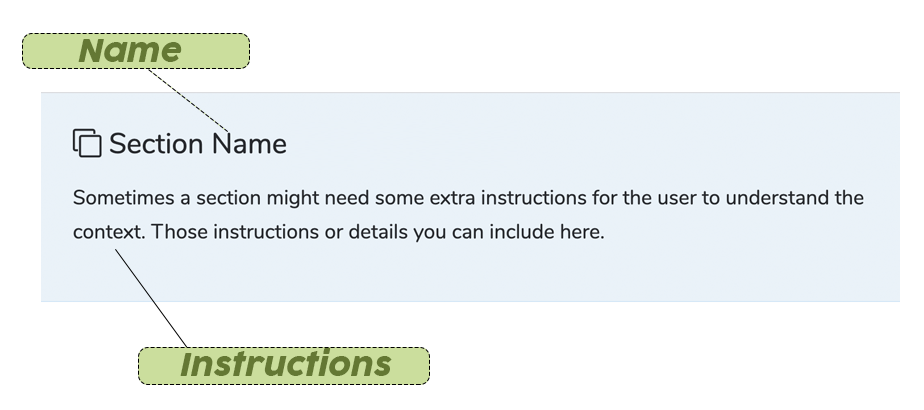 Name
Section Name
Sometimes a section might need some extra instructions for the user to understand the
context. Those instructions or details you can include here.
Instructions